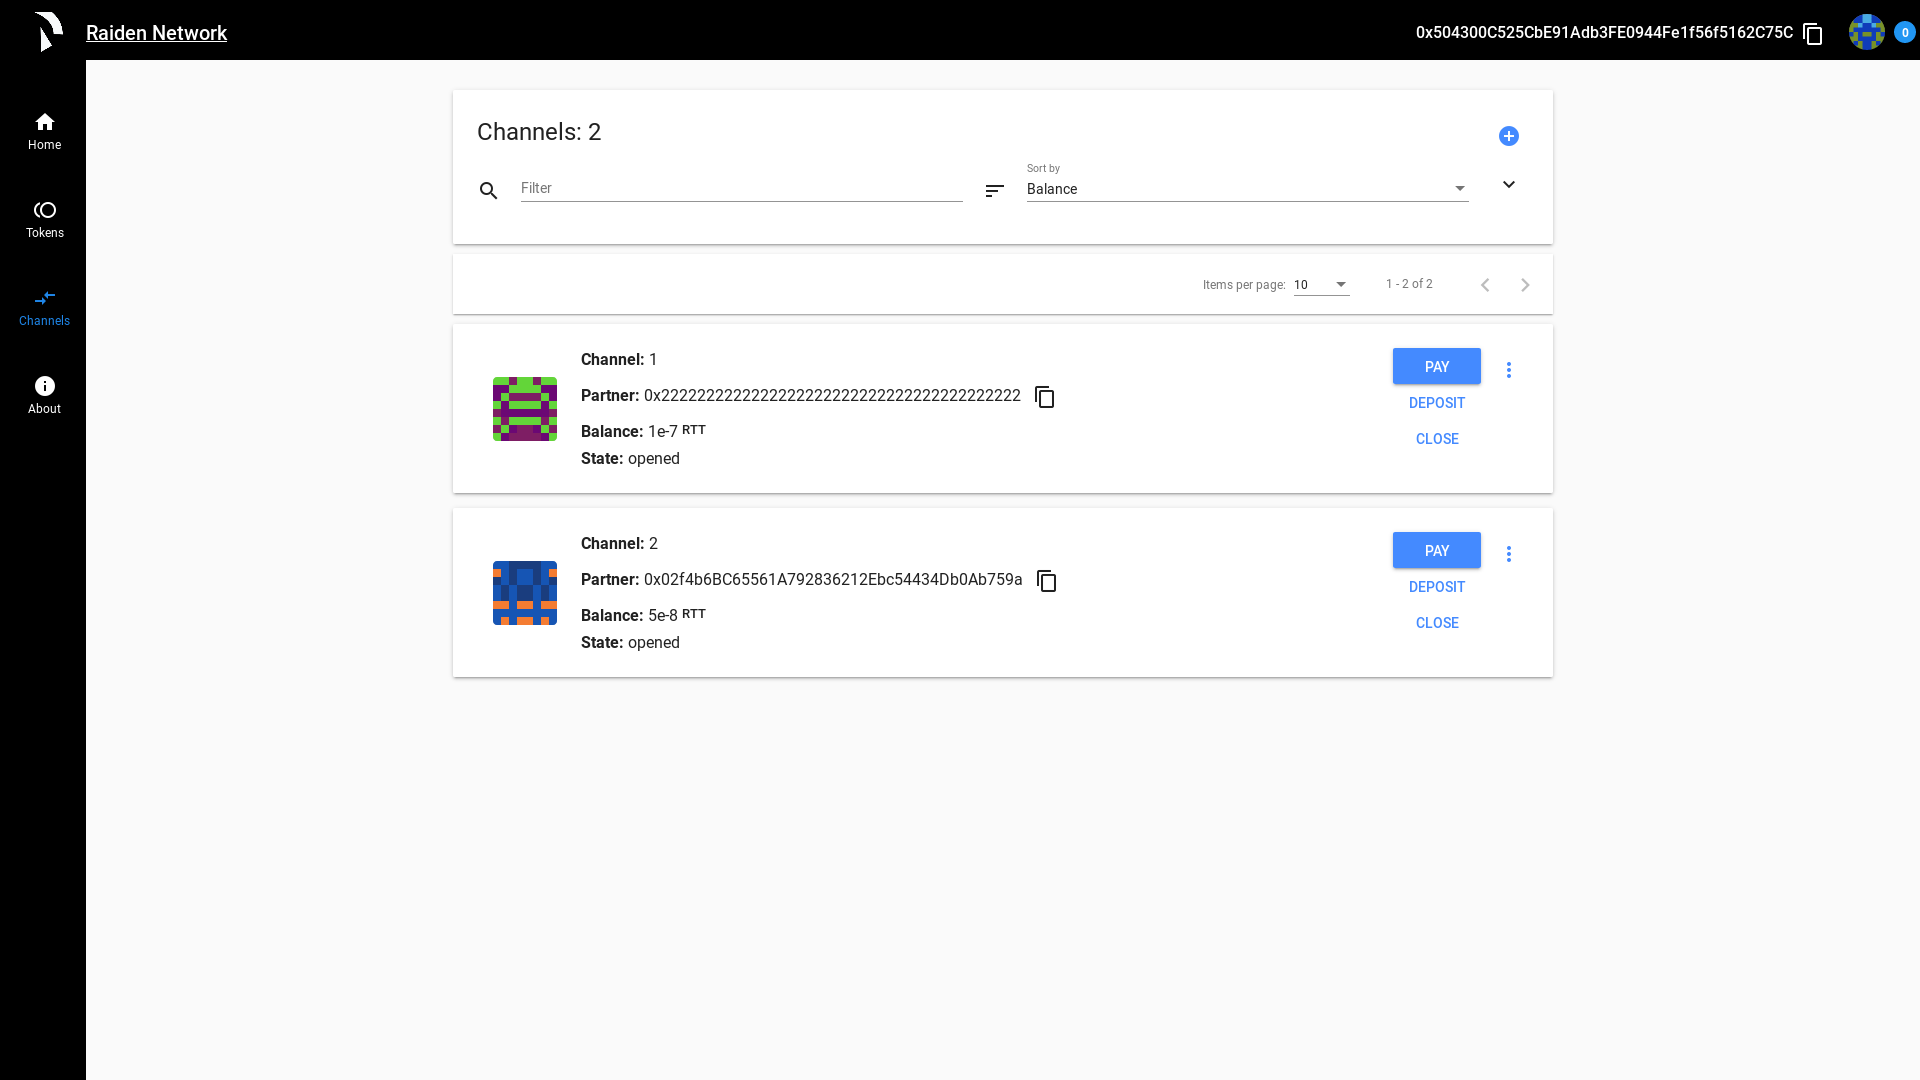 Raiden Network
0x504300C525CbE91Adb3FE0944Fe1f56f5162C75C
0
Home
Tokens
Channels
About
Channels: 2
Filter
Sort by
Balance
Items per page: 10
1 - 2 of 2
Channel: 1
Partner: 0x2222222222222222222222222222222222222222
Balance: 1e-7 RTT
State: opened
PAY
DEPOSIT
CLOSE
Channel: 2
Partner: 0x02f4b6BC65561A792836212Ebc54434Db0Ab759a
Balance: 5e-8 RTT
State: opened
PAY
DEPOSIT
CLOSE